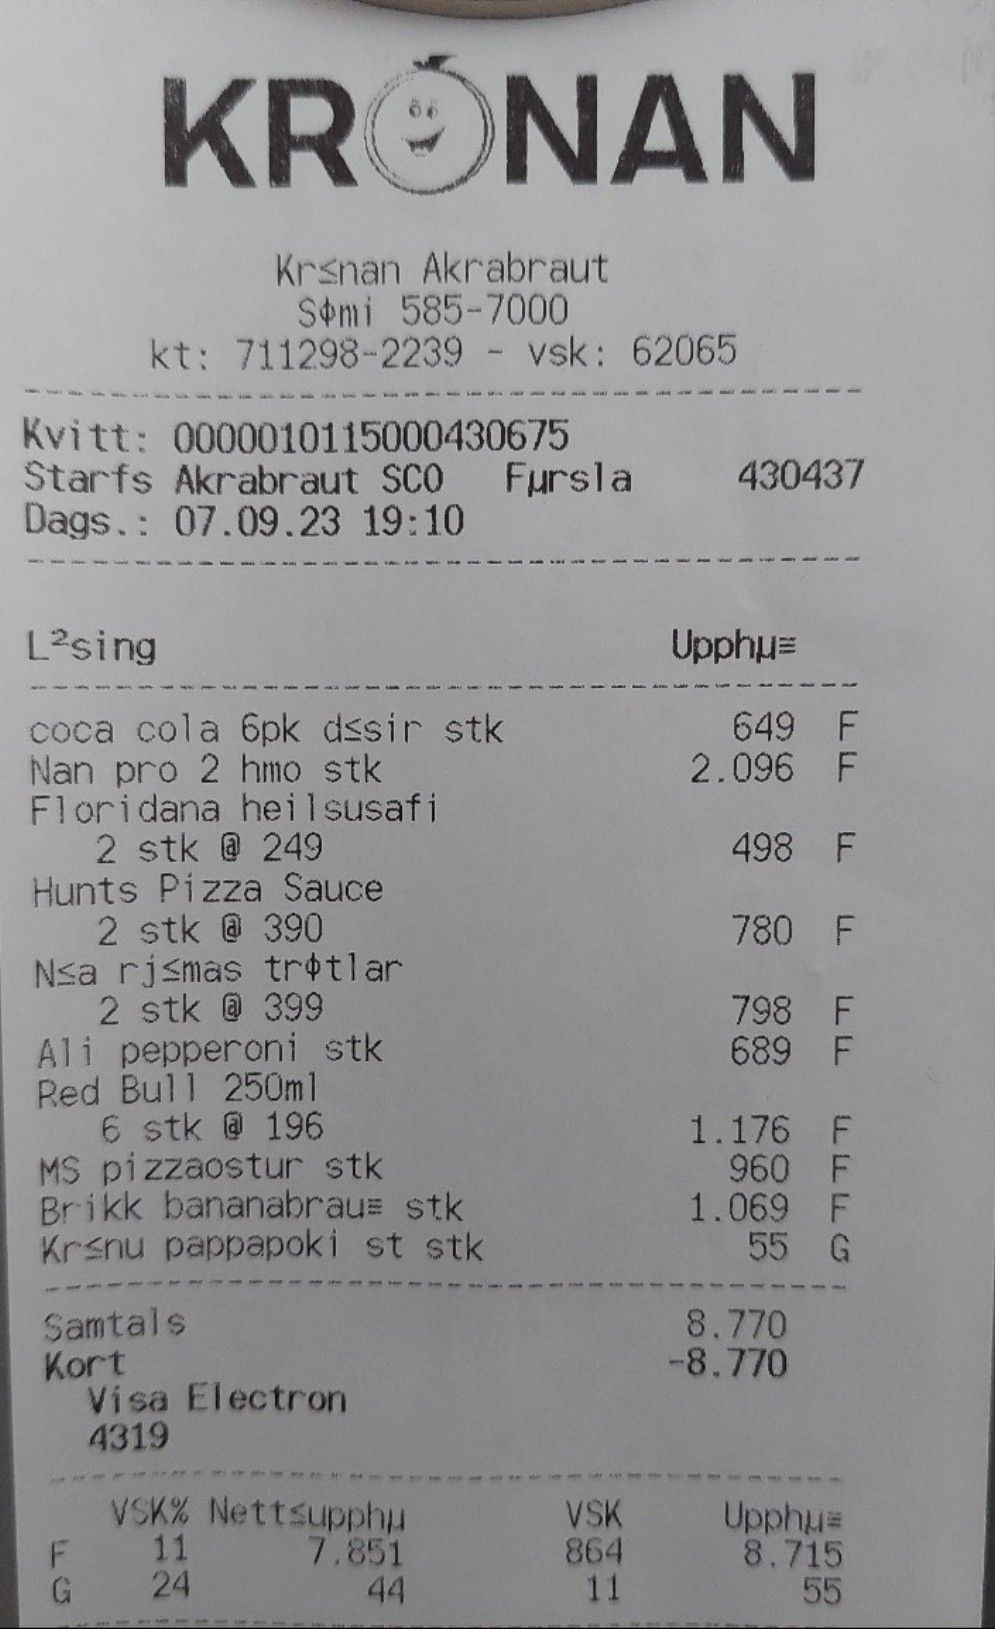 KRÓNAN
Kr≤nan Akrabraut
SΦmi 585-7000
kt: 711298-2239 - vsk: 62065
Kvitt: 0000010115000430675
Starfs Akrabraut SCO Fµrsla 430437
Dags.: 07.09.23 19:10
L²sing Upphµ≡
coca cola 6pk d≤sir stk 649 F
Nan pro 2 hmo stk 2.096 F
Floridana heilsusafi
2 stk @ 249 498 F
Hunts Pizza Sauce
2 stk @ 390 780 F
N≤a rj≤mas trΦtlar
2 stk @ 399 798 F
Ali pepperoni stk 689 F
Red Bull 250ml
6 stk @ 196 1.176 F
MS pizzaostur stk 960 F
Brikk bananabrau≡ stk 1.069 F
Kr≤nu pappapoki st stk 55 G
Samtals 8.770
Kort -8.770
Visa Electron
4319
VSK% Nett≤upphµ VSK Upphµ≡
F 11 7.851 864 8.715
G 24 44 11 55